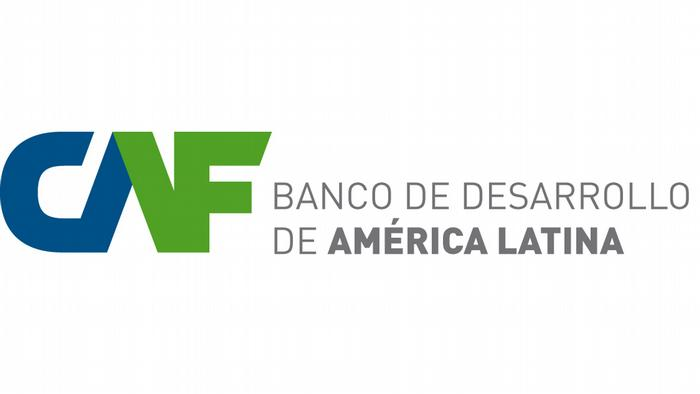 CAF
BANCO DE DESARROLLO
DE AMÉRICA LATINA